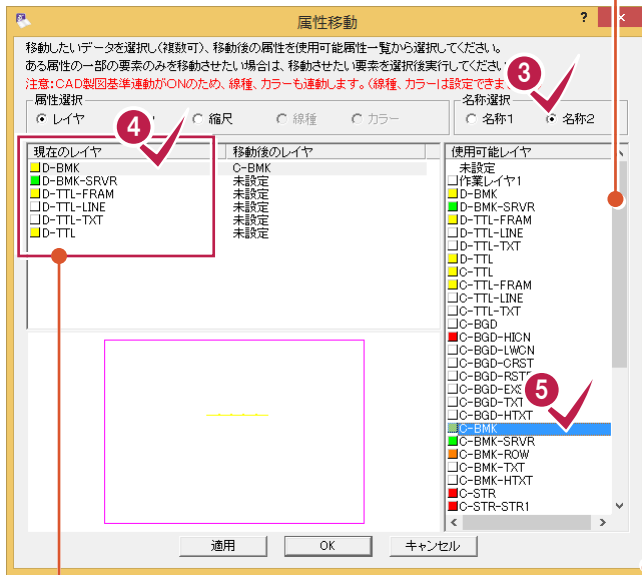 属性移動
?
×
移動したいデータを選択し(複数可)、移動後の属性を使用可能属性一覧から選択してください。
ある属性の一部の要素のみを移動させたい場合は、移動させたい要素を選択後実行してくださ
注意:CAD製図基準連動がONのため、線種、カラーも連動します。(線種、カラーは設定できま
3
属性選択
レイヤ
縮尺
線種
カラー
名称選択
名称1
名称2
4
現在のレイヤ 移動後のレイヤ
D-BMK C-BMK
D-BMK-SRVR 未設定
D-TTL-FRAM 未設定
D-TTL-LINE 未設定
D-TTL-TXT 未設定
D-TTL 未設定
使用可能レイヤ
未設定
作業レイヤ1
D-BMK
D-BMK-SRVR
D-TTL-FRAM
D-TTL-LINE
D-TTL-TXT
D-TTL
C-TTL
C-TTL-FRAM
C-TTL-LINE
C-TTL-TXT
C-BGD
C-BGD-HICN
C-BGD-LWCN
C-BGD-CRST
C-BGD-RST
C-BGD-EX
C-BGD-TXT
C-BGD-HTXT
5
C-BMK
C-BMK-SRVR
C-BMK-ROW
C-BMK-TXT
C-BMK-HTXT
C-STR
C-STR-STR1
適用
OK
キャンセル